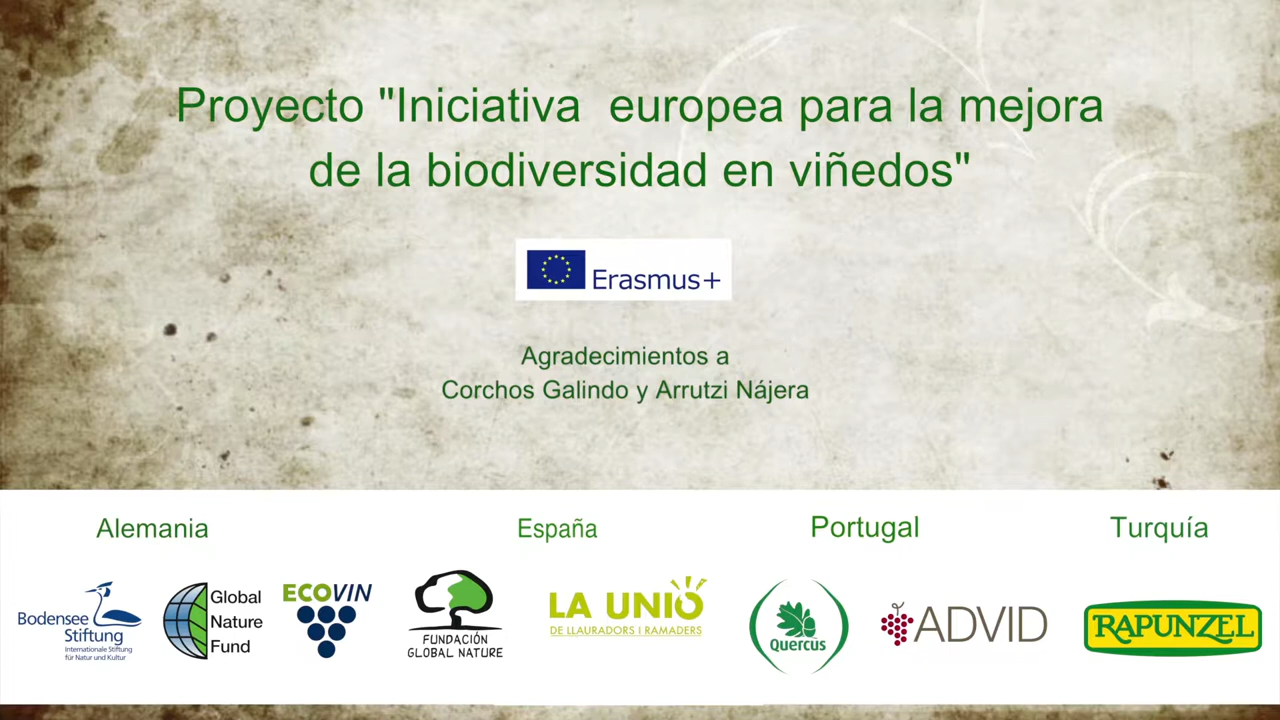 Proyecto "Iniciativa europea para la mejora
de la biodiversidad en viñedos"
Erasmus+
Agradecimientos a
Corchos Galindo y Arrutzi Nájera
Alemania
España
Portugal
Turquía
Bodensee
Stiftung
Internationale Stiftung
für Natur und Kultur
Global
Nature
Fund
ECOVIN
FUNDACIÓN
GLOBAL NATURE
LA UNIÓ
DE LLAURADORS I RAMADERS
Quercus
ADVID
RAPUNZEL